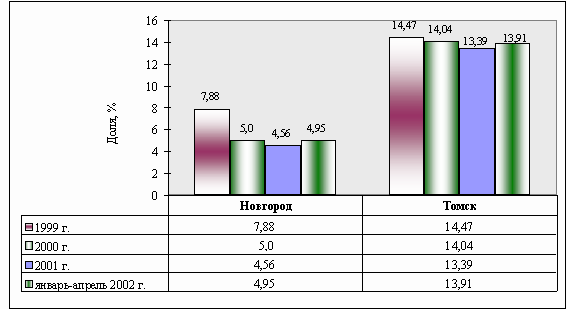 Доля, %
16
14
12
10
8
6
4
2
0
7,88
5,0
4,56
4,95
14,47
14,04
13,39
13,91
Новгород Томск
1999 г. 7,88 14,47
2000 г. 5,0 14,04
2001 г. 4,56 13,39
январь-апрель 2002 г. 4,95 13,91